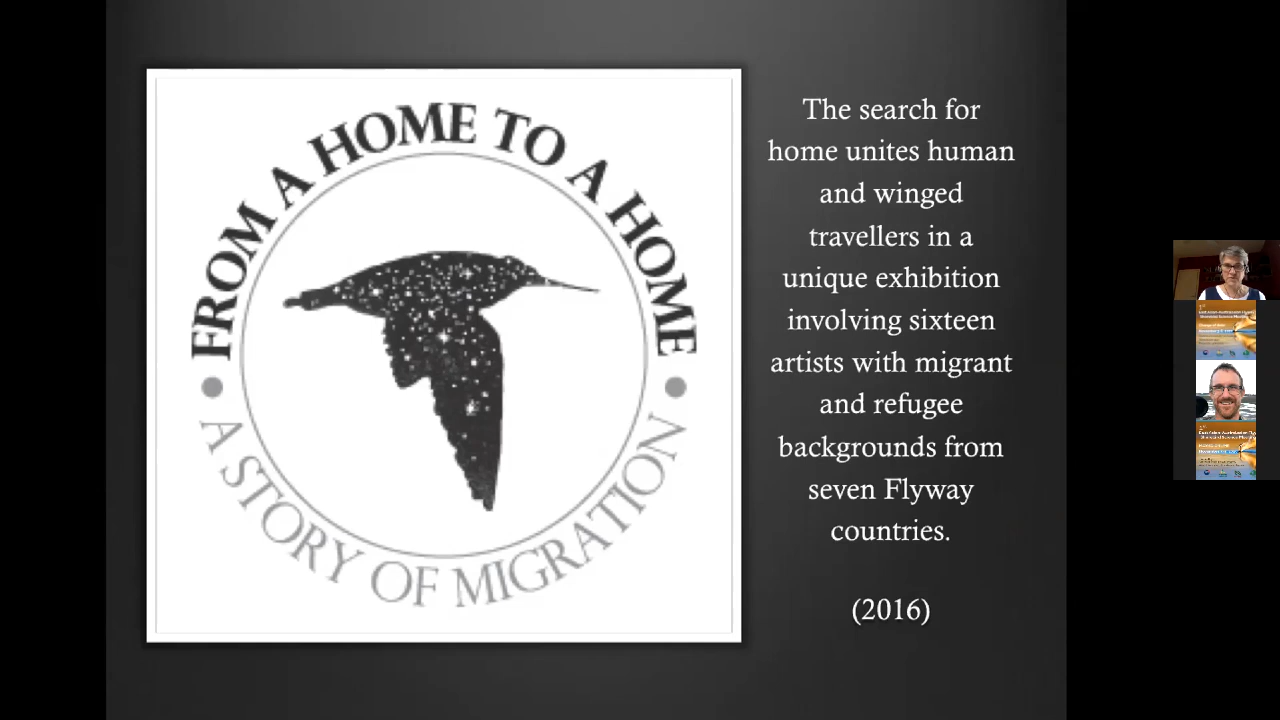 FROM A HOME TO A HOME
A STORY OF MIGRATION
The search for
home unites human
and winged
travellers in a
unique exhibition
involving sixteen
artists with migrant
and refugee
backgrounds from
seven Flyway
countries.
(2016)